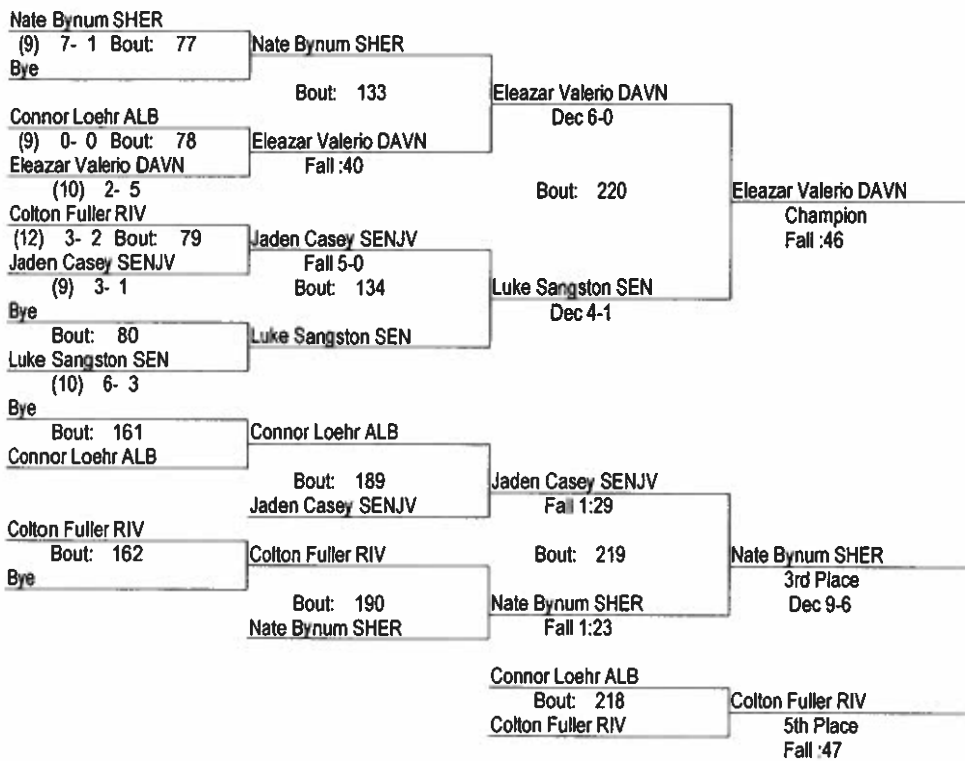 Nate Bynum SHER
(9) 7- 1 Bout: 77
Bye
Nate Bynum SHER
Bout: 133
Connor Loehr ALB
(9) 0- 0 Bout: 78
Eleazar Valerio DAVN
(10) 2- 5
Eleazar Valerio DAVN
Fall :40
Eleazar Valerio DAVN
Dec 6-0
Bout: 220
Colton Fuller RIV
(12) 3- 2 Bout: 79
Jaden Casey SENJV
(9) 3- 1
Jaden Casey SENJV
Fall 5-0
Bout: 134
Bye
Bout: 80
Luke Sangston SEN
(10) 6- 3
Luke Sangston SEN
Luke Sangston SEN
Dec 4-1
Eleazar Valerio DAVN
Champion
Fall :46
Bye
Bout: 161
Connor Loehr ALB
Connor Loehr ALB
Bout: 189
Jaden Casey SENJV
Jaden Casey SENJV
Fall 1:29
Bout: 219
Colton Fuller RIV
Bout: 162
Bye
Colton Fuller RIV
Bout: 190
Nate Bynum SHER
Nate Bynum SHER
Fall 1:23
Nate Bynum SHER
3rd Place
Dec 9-6
Connor Loehr ALB
Bout: 218
Colton Fuller RIV
Colton Fuller RIV
5th Place
Fall :47